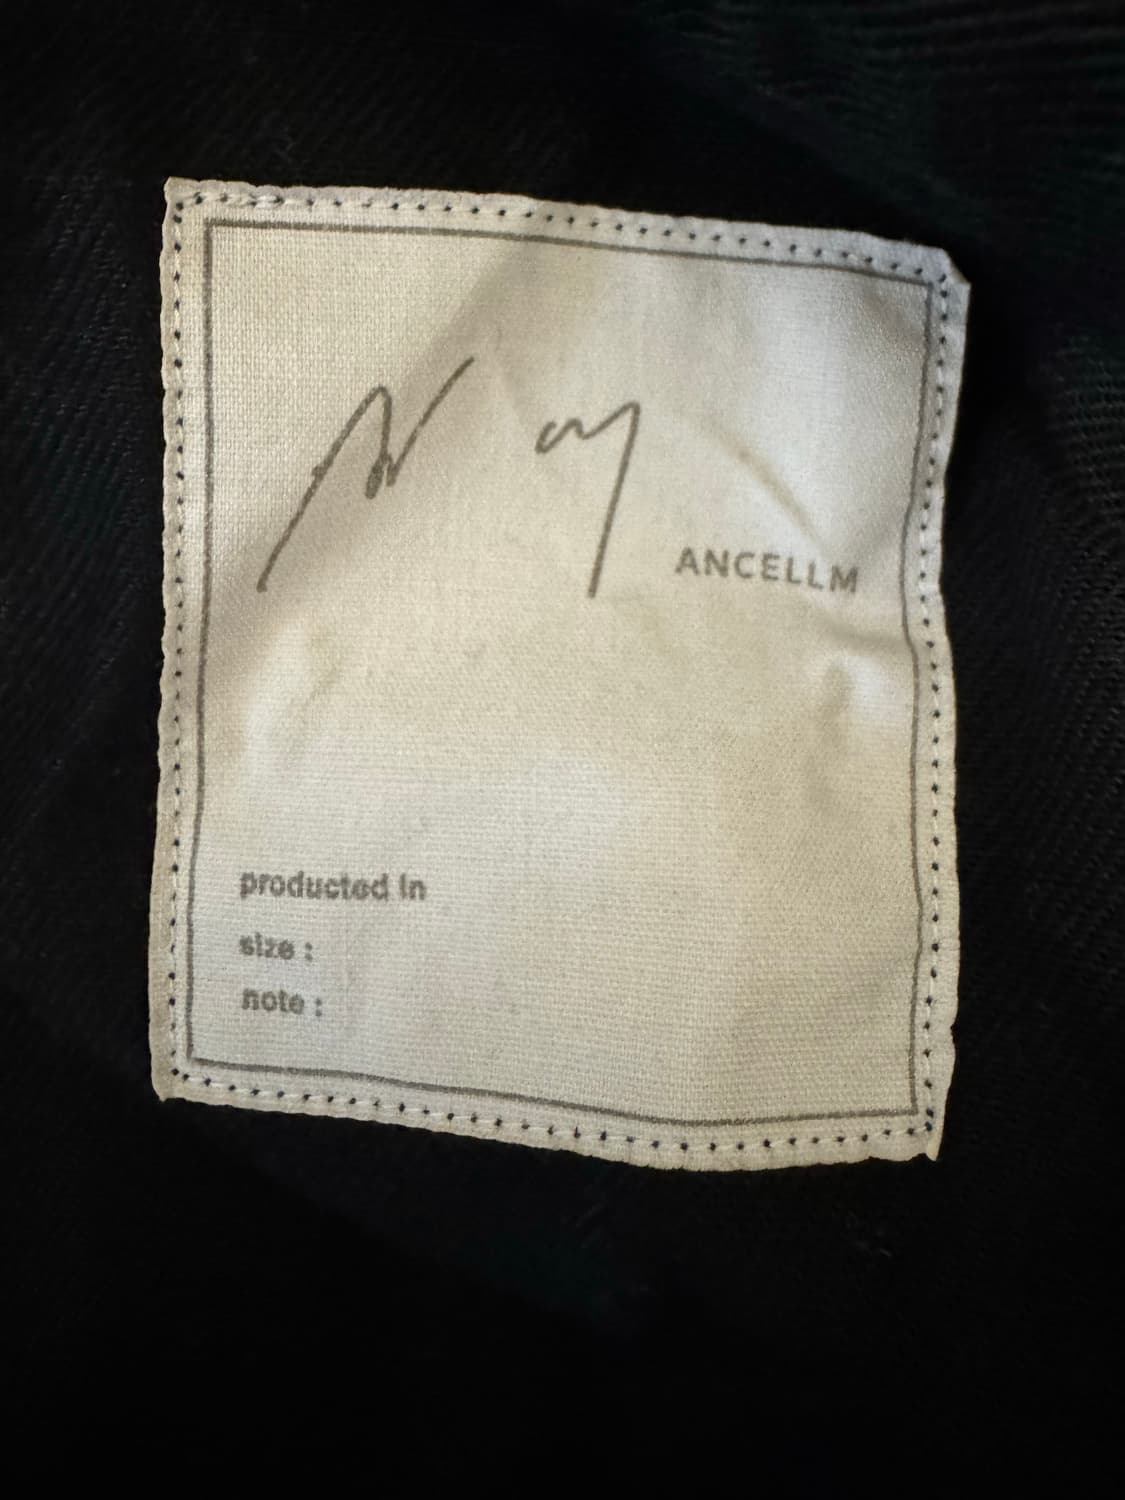 ANCELLM
producted in
size :
note :